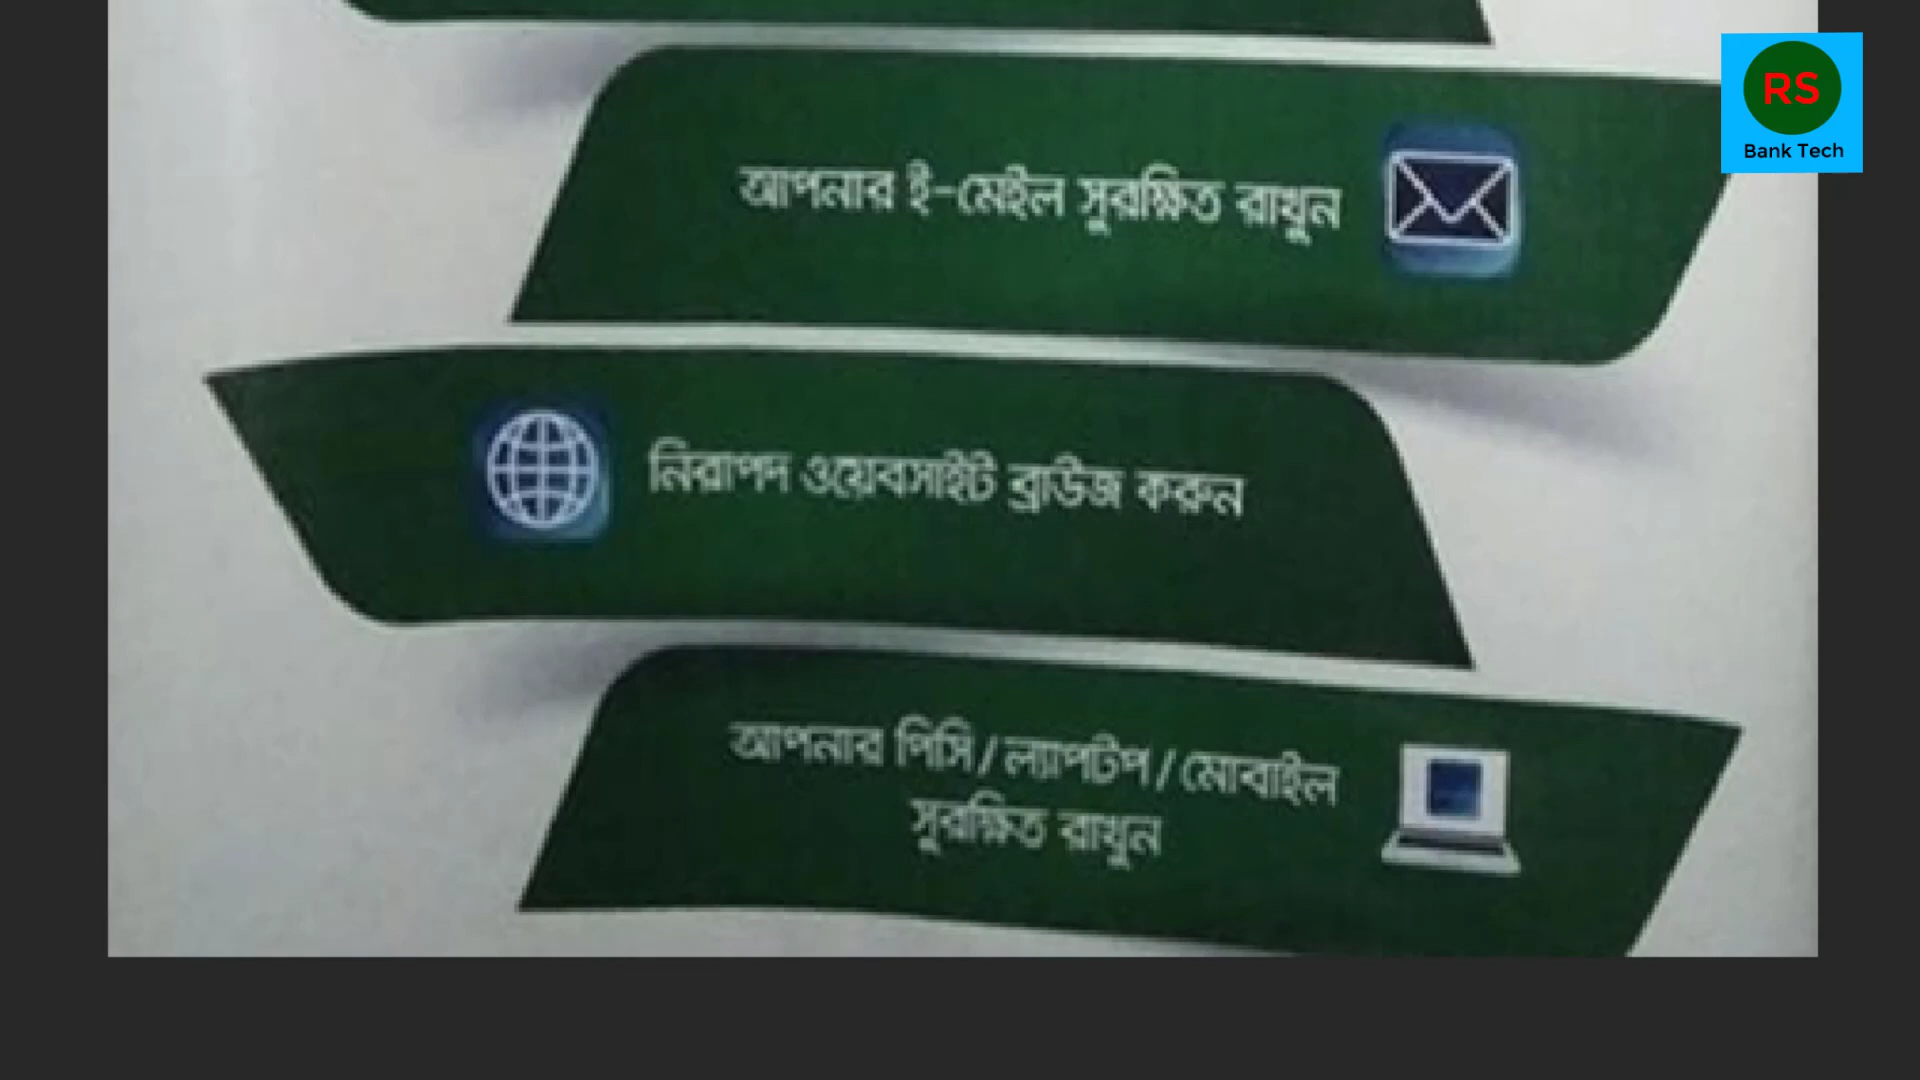 RS
Bank Tech
আপনার ই-মেইল সুরক্ষিত রাখুন
নিরাপদ ওয়েবসাইট ব্রাউজ করুন
আপনার পিসি/ল্যাপটপ/মোবাইল
সুরক্ষিত রাখুন